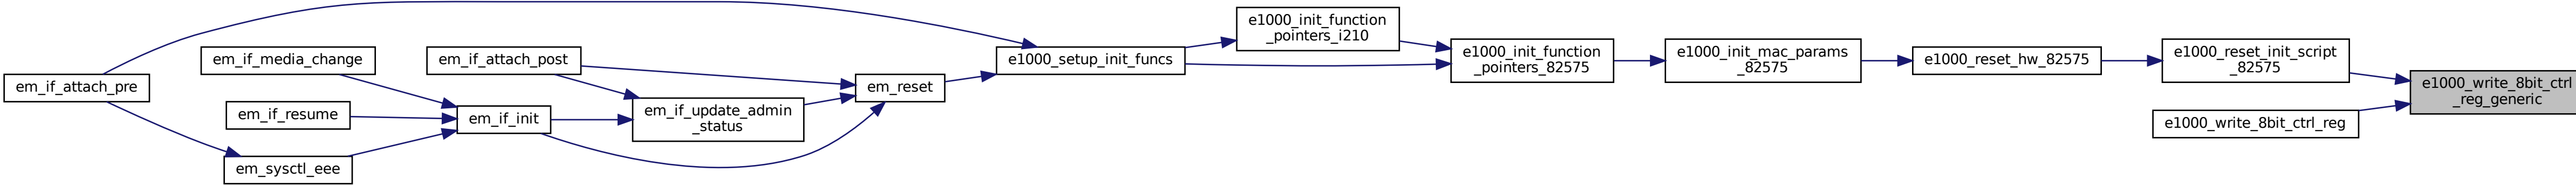 em_if_attach_pre
em_if_media_change
em_if_resume
em_sysctl_eee
em_if_attach_post
em_if_init
em_if_update_admin
_status
em_reset
e1000_setup_init_funcs
e1000_init_function
_pointers_i210
e1000_init_function
_pointers_82575
e1000_init_mac_params
_82575
e1000_reset_hw_82575
e1000_reset_init_script
_82575
e1000_write_8bit_ctrl_reg
e1000_write_8bit_ctrl
_reg_generic